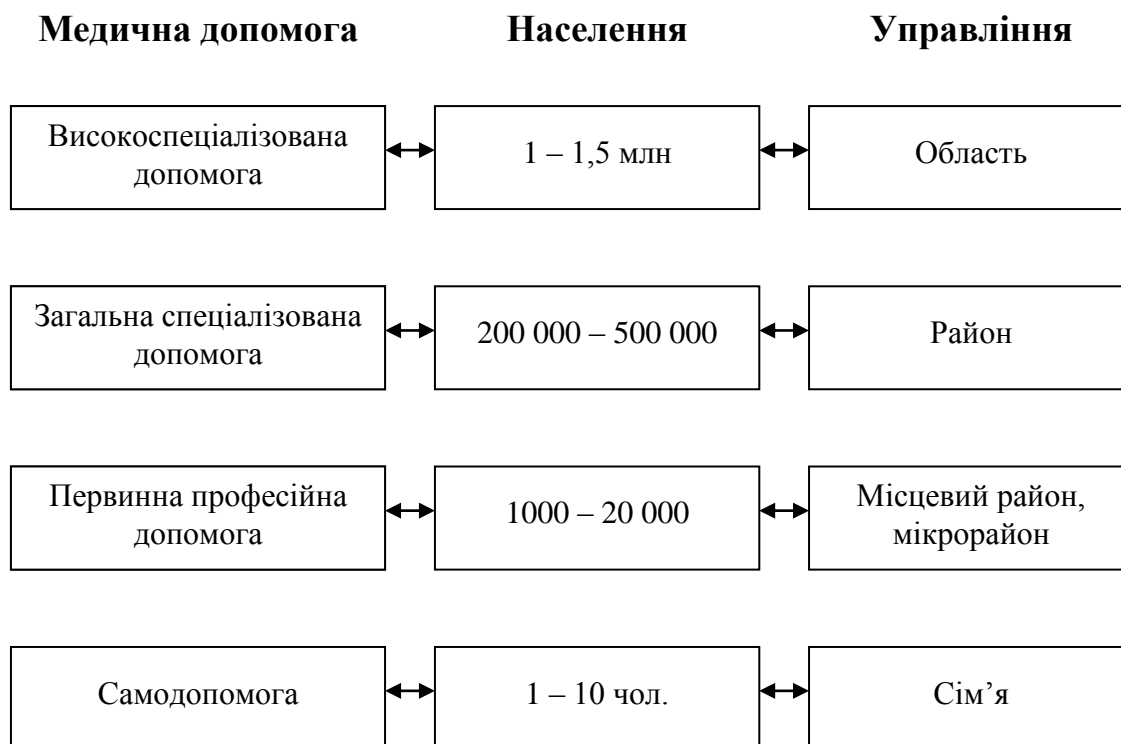 Медична допомога
Населення
Управління
Високоспеціалізована
допомога
1 – 1,5 млн
Область
Загальна спеціалізована
допомога
200 000 – 500 000
Район
Первинна професійна
допомога
1000 – 20 000
Місцевий район,
мікрорайон
Самодопомога
1 – 10 чол.
Сім’я